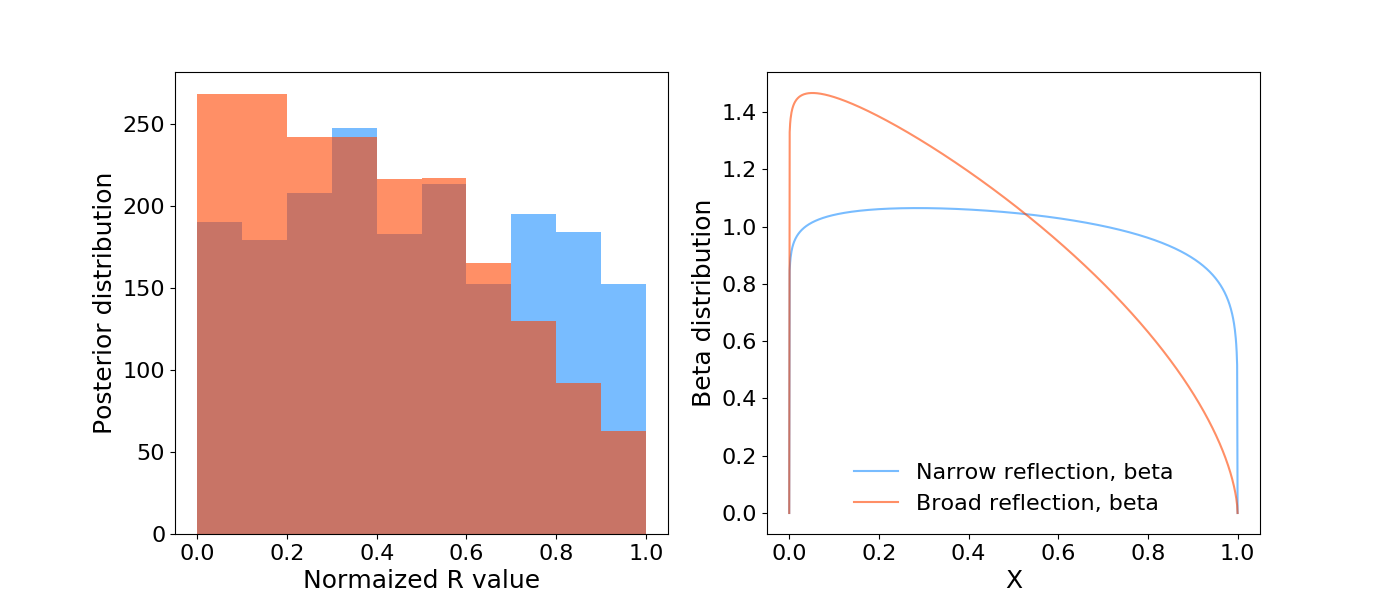 Posterior distribution
250
200
150
100
50
0
0.0 0.2 0.4 0.6 0.8 1.0
Normaized R value
Beta distribution
1.4
1.2
1.0
0.8
0.6
0.4
0.2
0.0
Narrow reflection, beta
Broad reflection, beta
0.0 0.2 0.4 0.6 0.8 1.0
X